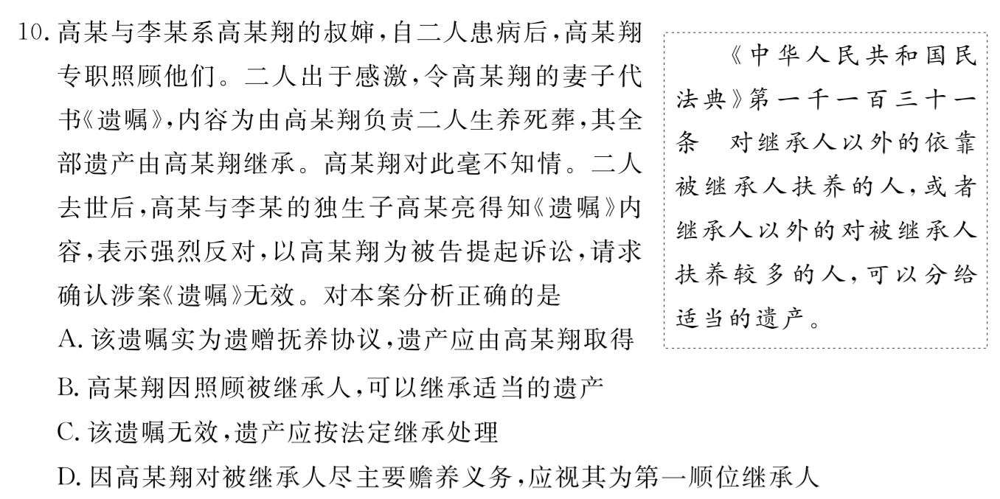 10. 高某与李某系高某翔的叔婶,自二人患病后,高某翔
专职照顾他们。二人出于感激,令高某翔的妻子代
书《遗嘱》,内容为由高某翔负责二人生养死葬,其全
部遗产由高某翔继承。高某翔对此毫不知情。二人
去世后,高某与李某的独生子高某亮得知《遗嘱》内
容,表示强烈反对,以高某翔为被告提起诉讼,请求
确认涉案《遗嘱》无效。对本案分析正确的是
A. 该遗嘱实为遗赠抚养协议,遗产应由高某翔取得
B. 高某翔因照顾被继承人,可以继承适当的遗产
C. 该遗嘱无效,遗产应按法定继承处理
D. 因高某翔对被继承人尽主要赡养义务,应视其为第一顺位继承人
《中华人民共和国民
法典》第一千一百三十一
条 对继承人以外的依靠
被继承人扶养的人,或者
继承人以外的对被继承人
扶养较多的人,可以分给
适当的遗产。